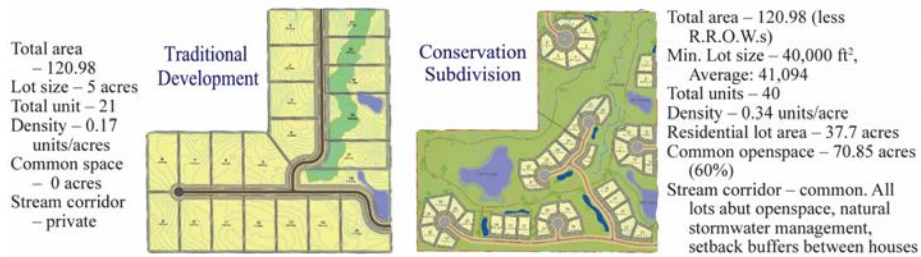 Total area
– 120.98
Lot size – 5 acres
Total unit – 21
Density – 0.17
units/acres
Common space
– 0 acres
Stream corridor
– private
Traditional
Development
Conservation
Subdivision
Total area – 120.98 (less
R.R.O.W.s)
Min. Lot size – 40,000 ft²,
Average: 41,094
Total units – 40
Density – 0.34 units/acre
Residential lot area – 37.7 acres
Common openspace – 70.85 acres
(60%)
Stream corridor – common. All
lots abut openspace, natural
stormwater management,
setback buffers between houses